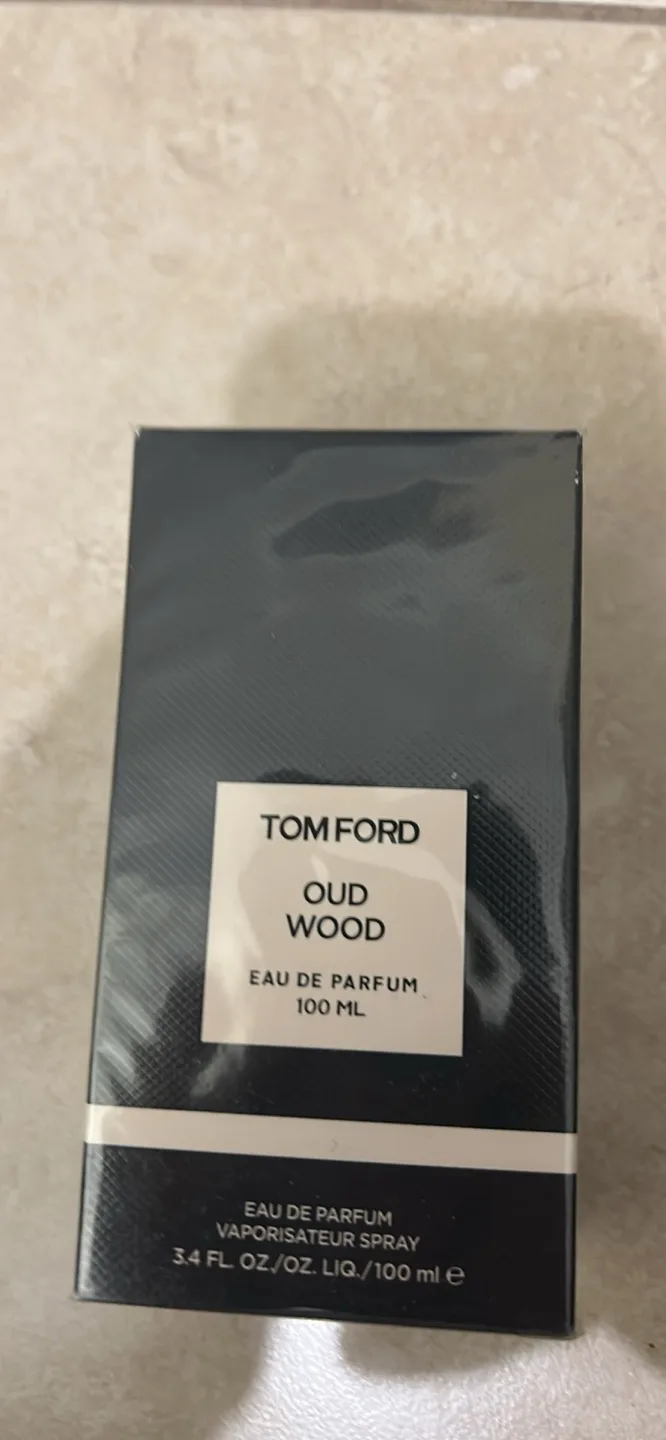 TOM FORD
OUD
WOOD
EAU DE PARFUM
100 ML
EAU DE PARFUM
VAPORISATEUR SPRAY
3.4 FL. OZ./OZ. LIQ./100 ml ℮